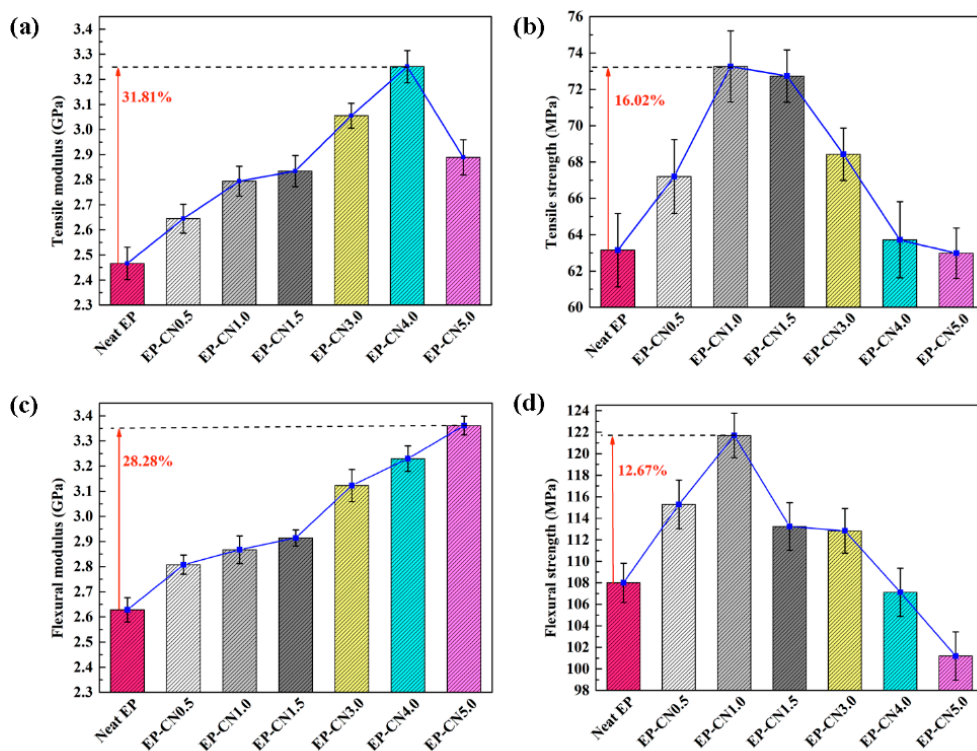 (a)
Tensile modulus (GPa)
3.4
3.3
3.2
3.1
3.0
2.9
2.8
2.7
2.6
2.5
2.4
2.3
31.81%
Neat EP
EP-CN0.5
EP-CN1.0
EP-CN1.5
EP-CN3.0
EP-CN4.0
EP-CN5.0
(b)
Tensile strength (MPa)
76
74
72
70
68
66
64
62
60
16.02%
Neat EP
EP-CN0.5
EP-CN1.0
EP-CN1.5
EP-CN3.0
EP-CN4.0
EP-CN5.0
(c)
Flexural modulus (GPa)
3.4
3.3
3.2
3.1
3.0
2.9
2.8
2.7
2.6
2.5
2.4
2.3
28.28%
Neat EP
EP-CN0.5
EP-CN1.0
EP-CN1.5
EP-CN3.0
EP-CN4.0
EP-CN5.0
(d)
Flexural strength (MPa)
124
122
120
118
116
114
112
110
108
106
104
102
100
98
12.67%
Neat EP
EP-CN0.5
EP-CN1.0
EP-CN1.5
EP-CN3.0
EP-CN4.0
EP-CN5.0